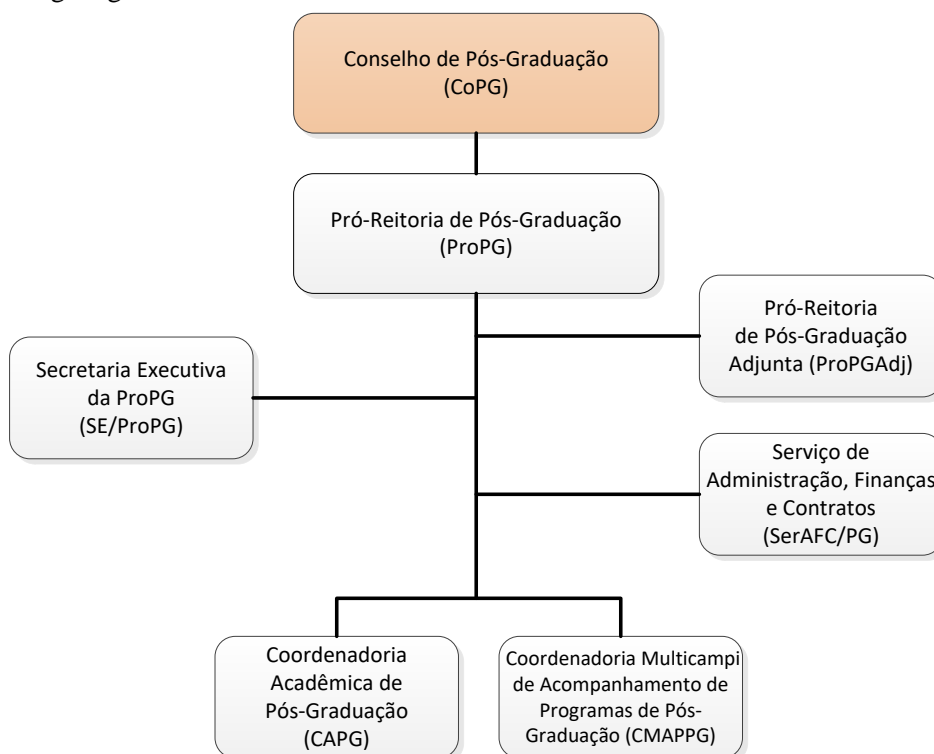 Conselho de Pós-Graduação
(CoPG)
Pró-Reitoria de Pós-Graduação
(ProPG)
Pró-Reitoria
de Pós-Graduação
Adjunta (ProPGAdj)
Secretaria Executiva
da ProPG
(SE/ProPG)
Serviço de
Administração, Finanças
e Contratos
(SerAFC/PG)
Coordenadoria
Acadêmica de
Pós-Graduação
(CAPG)
Coordenadoria Multicampi
de Acompanhamento de
Programas de Pós-
Graduação (CMAPPG)